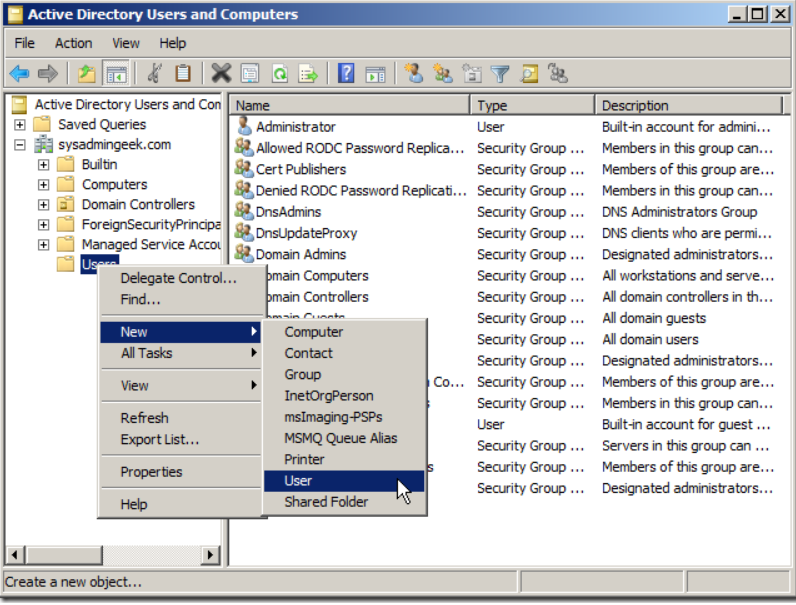 Active Directory Users and Computers
File Action View Help
Active Directory Users and Con
Saved Queries
sysadmingeek.com
Builtin
Computers
Domain Controllers
ForeignSecurityPrincipa
Managed Service Accou
Users
Name Type Description
Administrator User Built-in account for admini...
Allowed RODC Password Replica... Security Group ... Members in this group can...
Cert Publishers Security Group ... Members of this group are...
Denied RODC Password Replicati... Security Group ... Members in this group can...
DnsAdmins Security Group ... DNS Administrators Group
DnsUpdateProxy Security Group ... DNS clients who are permi...
Domain Admins Security Group ... Designated administrators...
omain Computers Security Group ... All workstations and serve...
omain Controllers Security Group ... All domain controllers in th...
omain Guests Security Group ... All domain guests
Security Group ... All domain users
Security Group ... Designated administrators...
Co... Security Group ... Members of this group are...
s Security Group ... Members in this group can...
User Built-in account for guest ...
Security Group ... Servers in this group can ...
s Security Group ... Members of this group are...
Security Group ... Designated administrators...
Delegate Control...
Find...
New
All Tasks
View
Refresh
Export List...
Properties
Help
Computer
Contact
Group
InetOrgPerson
msImaging-PSPs
MSMQ Queue Alias
Printer
User
Shared Folder
Create a new object...